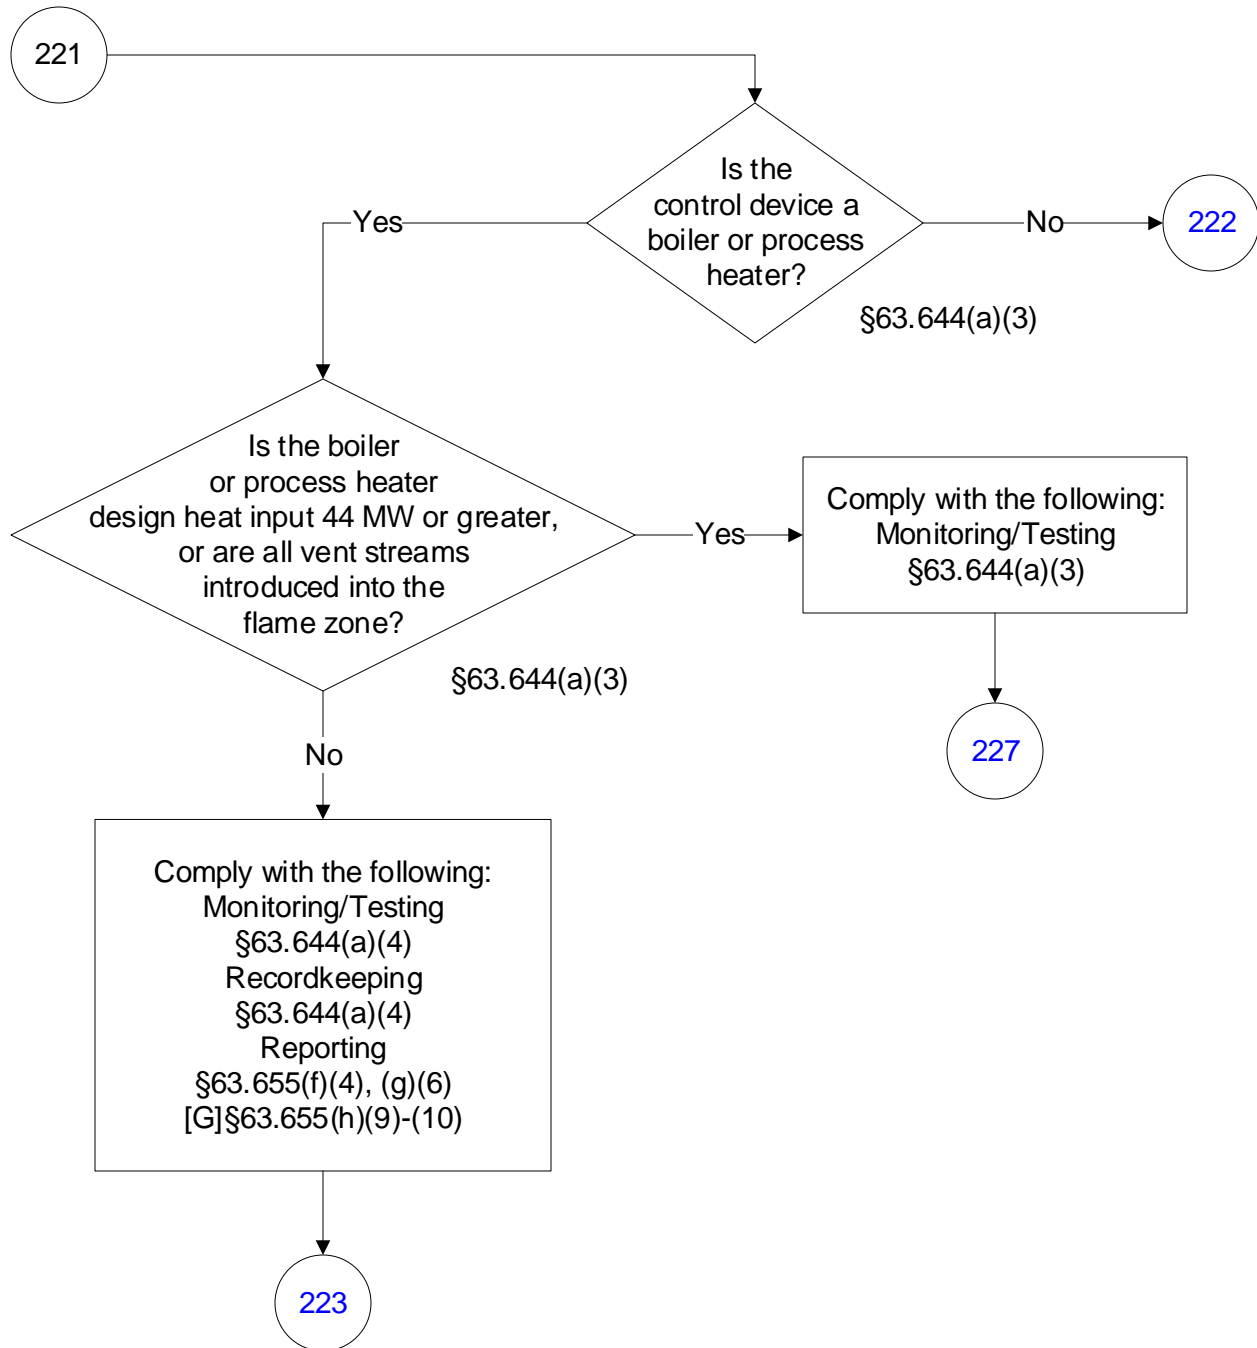 221
Is the
control device a
boiler or process
heater?
Yes
No
222
§63.644(a)(3)
Is the boiler
or process heater
design heat input 44 MW or greater,
or are all vent streams
introduced into the
flame zone?
Yes
Comply with the following:
Monitoring/Testing
§63.644(a)(3)
§63.644(a)(3)
227
No
Comply with the following:
Monitoring/Testing
§63.644(a)(4)
Recordkeeping
§63.644(a)(4)
Reporting
§63.655(f)(4), (g)(6)
[G]§63.655(h)(9)-(10)
223